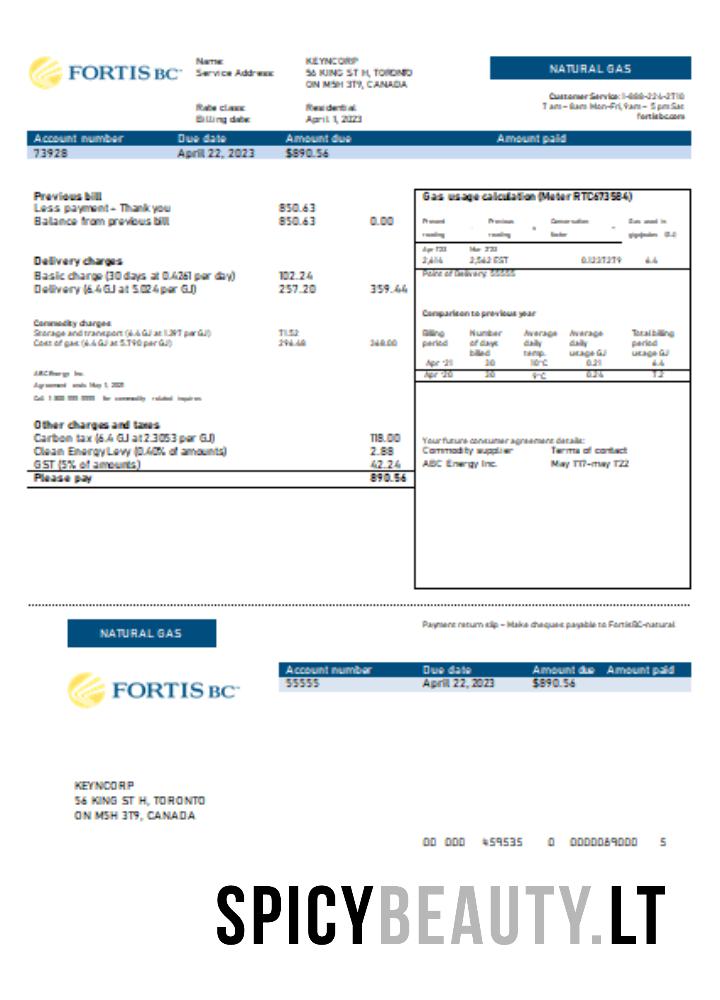 FORTIS BC
Name: KEYNCORP
Service Address: 56 KING ST H, TORONTO
ON M5H 3T9, CANADA
Rate class: Residential
Billing date: April 1, 2023
NATURAL GAS
Customer Service: 1-888-224-2710
7 am – 8am Mon-Fri, 9am – 5 pm Sat
fortisbc.com
Account number Due date Amount due Amount paid
73928 April 22, 2023 $890.56
Previous bill
Less payment – Thank you 850.63
Balance from previous bill 850.63 0.00
Delivery charges
Basic charge (30 days at 0.4261 per day) 102.24
Delivery (6.4 GJ at 5.024 per GJ) 257.20 359.44
Commodity charges
Storage and transport (6.4 GJ at 1.397 per GJ) 71.52
Cost of gas (6.4 GJ at 5.790 per GJ) 296.48 368.00
ABC Energy Inc.
Agreement ends May 1, 2021
Call 1 800 555 5555 for commodity related inquires
Other charges and taxes
Carbon tax (6.4 GJ at 2.3053 per GJ) 118.00
Clean Energy Levy (0.40% of amounts) 2.88
GST (5% of amounts) 42.24
Please pay 890.56
Gas usage calculation (Meter RTC673584)
Present reading - Previous reading x Conversation factor = Gas used in gigajoules (GJ)
Apr 1'23 Mar 2'23
2,614 2,562 EST 0.1237279 6.4
Point of Delivery: 55555
Comparison to previous year
Billing period Number of days billed Average daily temp. Average daily usage GJ Total billing period usage GJ
Apr '21 30 10°C 0.21 6.4
Apr '20 30 9°C 0.24 7.2
Your future consumer agreement details:
Commodity supplier Terms of contact
ABC Energy Inc. May 1'17-may 1'22
NATURAL GAS
Payment return slip – Make cheques payable to FortisBC-natural
FORTIS BC
Account number Due date Amount due Amount paid
55555 April 22, 2023 $890.56
KEYNCORP
56 KING ST H, TORONTO
ON M5H 3T9, CANADA
00 000 459535 0 0000089000 5
SPICYBEAUTY.LT